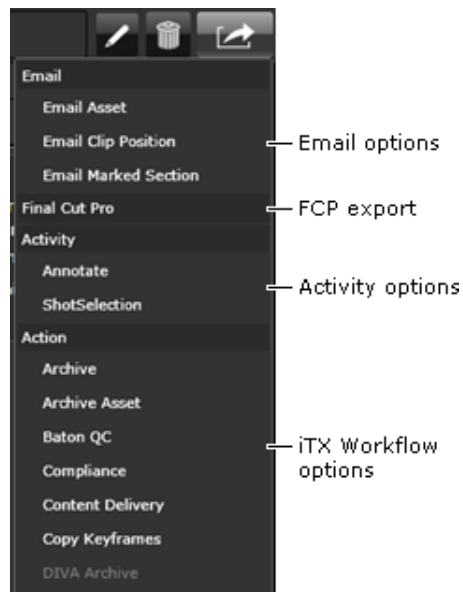 Email
Email Asset
Email Clip Position
Email Marked Section
Email options
Final Cut Pro
FCP export
Activity
Annotate
ShotSelection
Activity options
Action
Archive
Archive Asset
Baton QC
Compliance
Content Delivery
Copy Keyframes
DIVA Archive
iTX Workflow
options